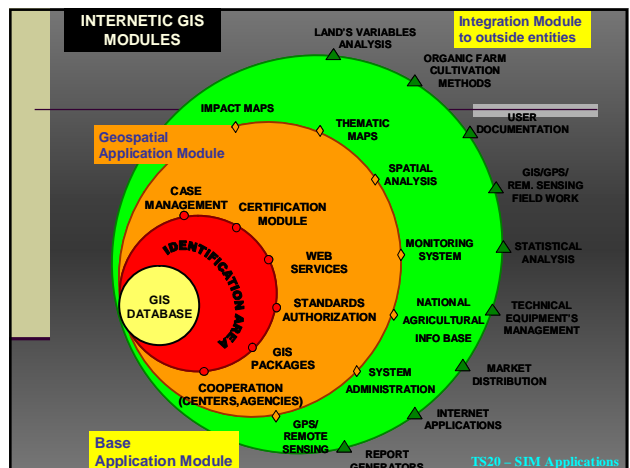 INTERNETIC GIS
MODULES
Integration Module
to outside entities
LAND'S VARIABLES
ANALYSIS
ORGANIC FARM
CULTIVATION
METHODS
USER
DOCUMENTATION
GIS/GPS/
REM. SENSING
FIELD WORK
STATISTICAL
ANALYSIS
TECHNICAL
EQUIPMENT'S
MANAGEMENT
MARKET
DISTRIBUTION
INTERNET
APPLICATIONS
REPORT
GENERATORS
IMPACT MAPS
THEMATIC
MAPS
SPATIAL
ANALYSIS
MONITORING
SYSTEM
NATIONAL
AGRICULTURAL
INFO BASE
SYSTEM
ADMINISTRATION
GPS/
REMOTE
SENSING
Geospatial
Application Module
CASE
MANAGEMENT
CERTIFICATION
MODULE
WEB
SERVICES
STANDARDS
AUTHORIZATION
GIS
PACKAGES
COOPERATION
(CENTERS,AGENCIES)
IDENTIFICATION AREA
GIS
DATABASE
Base
Application Module
TS20 – SIM Applications